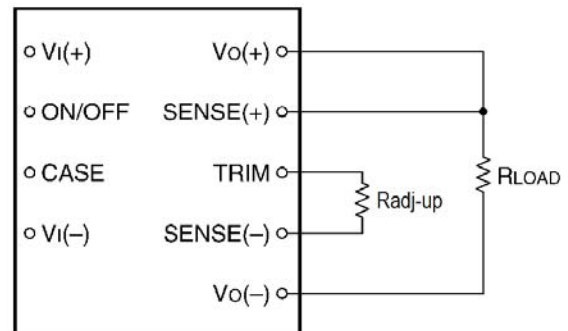 VI(+)
VO(+)
ON/OFF
SENSE(+)
CASE
TRIM
Radj-up
RLOAD
VI(–)
SENSE(–)
VO(–)